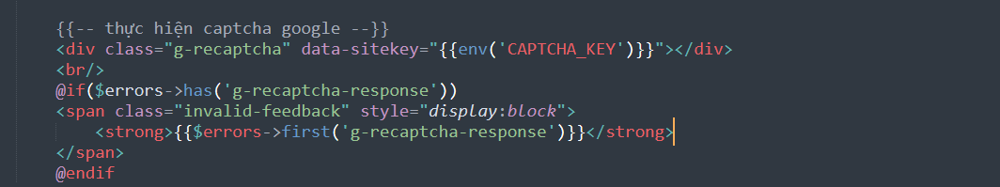 {{-- thực hiện captcha google --}}
<div class="g-recaptcha" data-sitekey="{{env('CAPTCHA_KEY')}}"></div>
<br/>
@if($errors->has('g-recaptcha-response'))
<span class="invalid-feedback" style="display:block">
<strong>{{$errors->first('g-recaptcha-response')}}</strong>
</span>
@endif